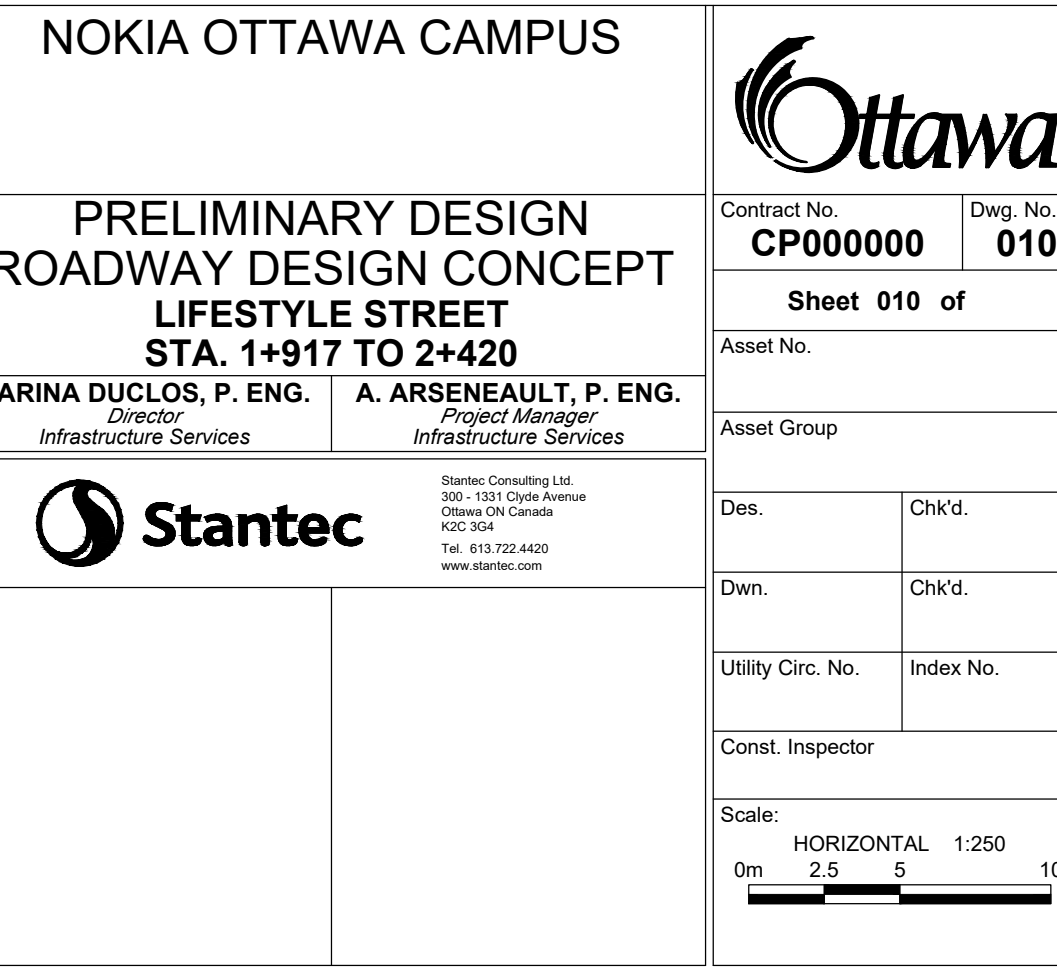 NOKIA OTTAWA CAMPUS
PRELIMINARY DESIGN
ROADWAY DESIGN CONCEPT
LIFESTYLE STREET
STA. 1+917 TO 2+420
ARINA DUCLOS, P. ENG.
Director
Infrastructure Services
A. ARSENEAULT, P. ENG.
Project Manager
Infrastructure Services
Stantec
Stantec Consulting Ltd.
300 - 1331 Clyde Avenue
Ottawa ON Canada
K2C 3G4
Tel. 613.722.4420
www.stantec.com
Ottawa
Contract No.
CP000000
Dwg. No.
010
Sheet 010 of
Asset No.
Asset Group
Des.
Chk'd.
Dwn.
Chk'd.
Utility Circ. No.
Index No.
Const. Inspector
Scale:
HORIZONTAL 1:250
0m 2.5 5 10